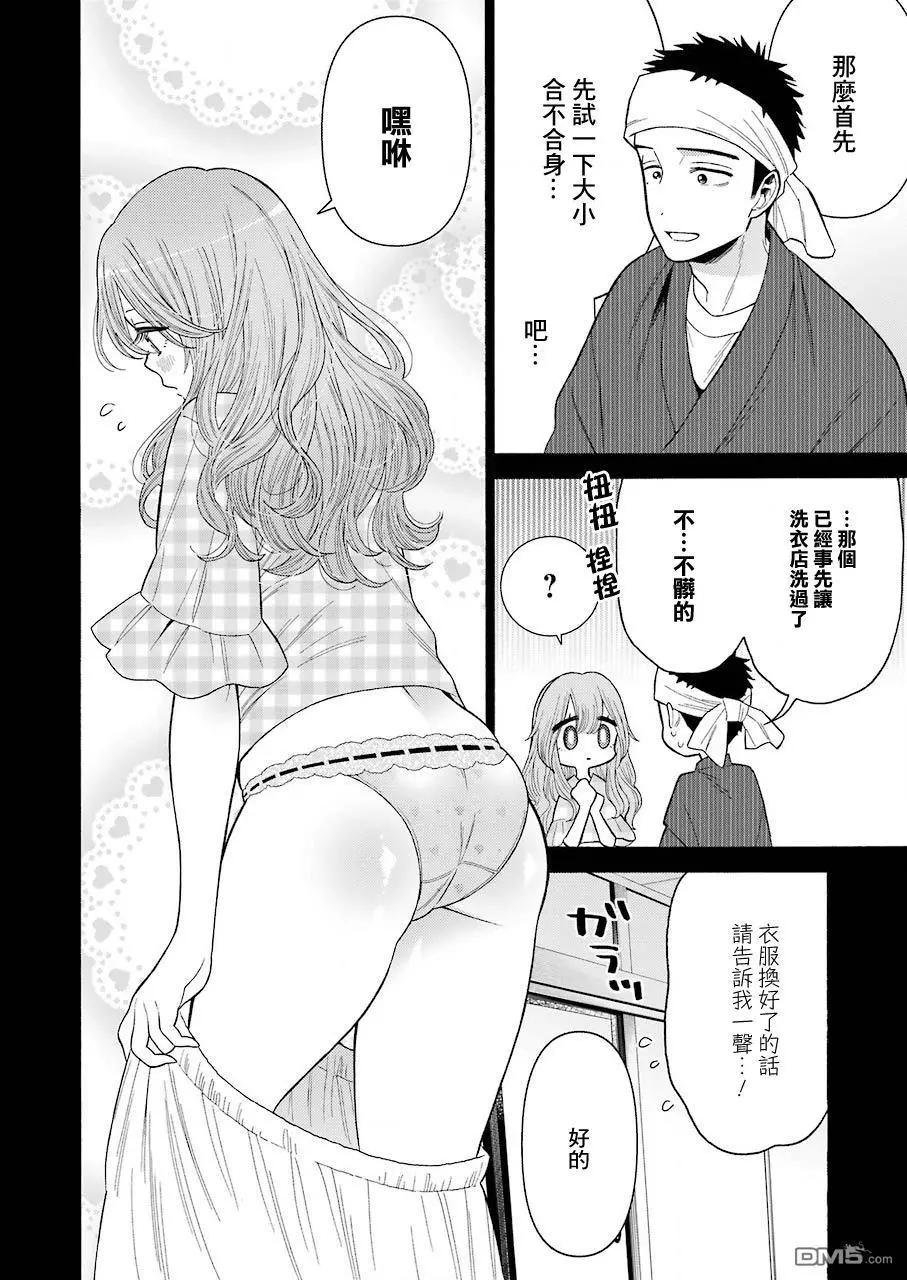 那麼首先
先試一下大小
合不合身…
吧…
…那個
已經事先讓
洗衣店洗過了
不…不髒的
扭扭 捏捏
?
衣服換好了的話
請告訴我一聲…!
ガラッ
好的
嘿咻
DM5.com